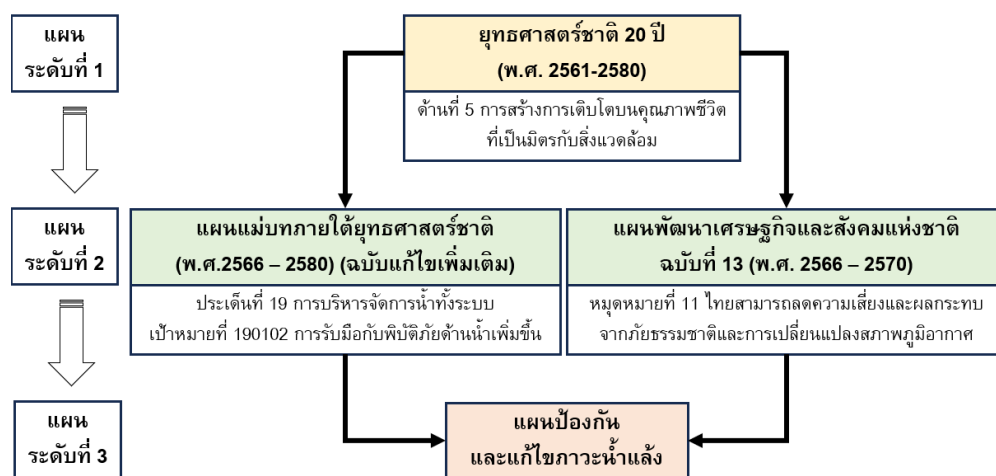 แผน
ระดับที่ 1
ยุทธศาสตร์ชาติ 20 ปี
(พ.ศ. 2561-2580)
ด้านที่ 5 การสร้างการเติบโตบนคุณภาพชีวิต
ที่เป็นมิตรกับสิ่งแวดล้อม
แผน
ระดับที่ 2
แผนแม่บทภายใต้ยุทธศาสตร์ชาติ
(พ.ศ.2566 – 2580) (ฉบับแก้ไขเพิ่มเติม)
ประเด็นที่ 19 การบริหารจัดการน้ำทั้งระบบ
เป้าหมายที่ 190102 การรับมือกับพิบัติภัยด้านน้ำเพิ่มขึ้น
แผนพัฒนาเศรษฐกิจและสังคมแห่งชาติ
ฉบับที่ 13 (พ.ศ. 2566 – 2570)
หมุดหมายที่ 11 ไทยสามารถลดความเสี่ยงและผลกระทบ
จากภัยธรรมชาติและการเปลี่ยนแปลงสภาพภูมิอากาศ
แผน
ระดับที่ 3
แผนป้องกัน
และแก้ไขภาวะน้ำแล้ง